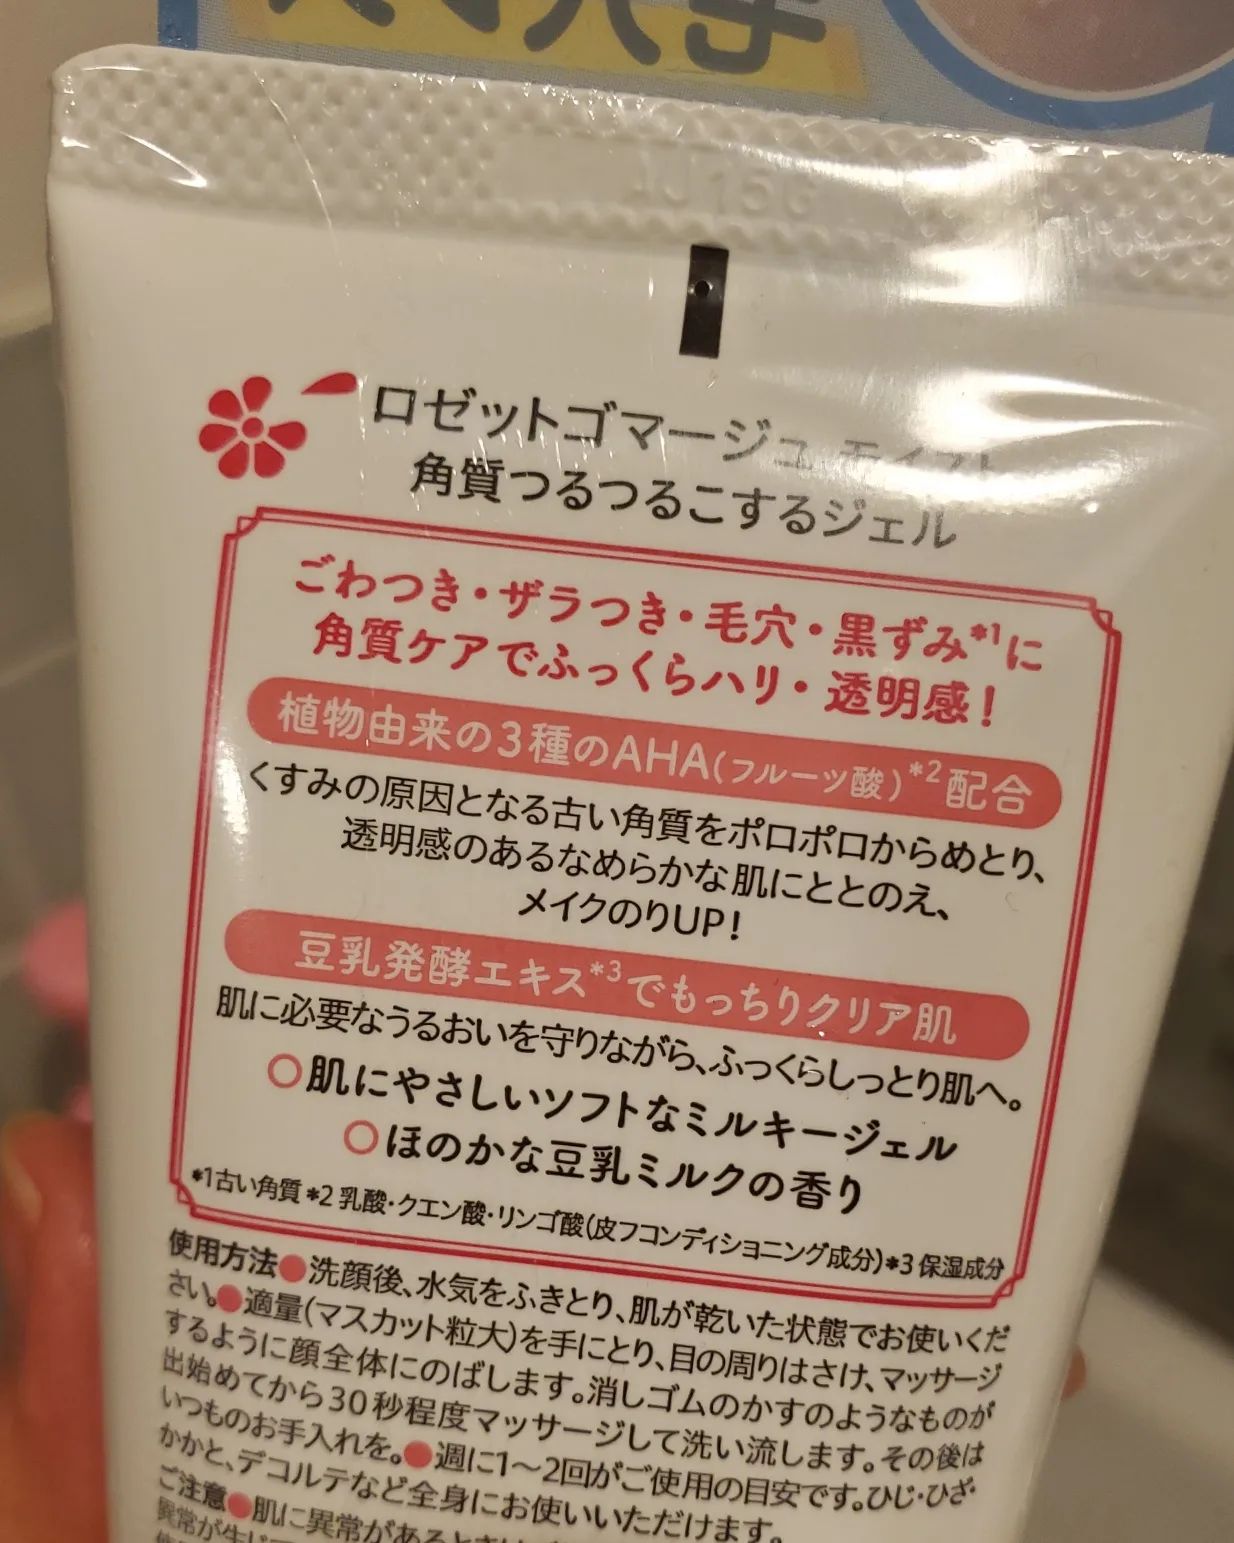 ロゼットゴマージュ モイスト
角質つるつるこするジェル
ごわつき・ザラつき・毛穴・黒ずみ*1に
角質ケアでふっくらハリ・透明感!
植物由来の3種のAHA(フルーツ酸)*2配合
くすみの原因となる古い角質をポロポロからめとり、
透明感のあるなめらかな肌にととのえ、
メイクのりUP!
豆乳発酵エキス*3でもっちりクリア肌
肌に必要なうるおいを守りながら、ふっくらしっとり肌へ。
○肌にやさしいソフトなミルキージェル
○ほのかな豆乳ミルクの香り
*1古い角質 *2 乳酸・クエン酸・リンゴ酸(皮フコンディショニング成分)*3 保湿成分
使用方法●洗顔後、水気をふきとり、肌が乾いた状態でお使いくだ
さい。●適量(マスカット粒大)を手にとり、目の周りはさけ、マッサージ
するように顔全体にのばします。消しゴムのかすのようなものが
出始めてから30秒程度マッサージして洗い流します。その後は
いつものお手入れを。●週に1〜2回がご使用の目安です。ひじ・ひざ・
かかと、デコルテなど全身にお使いいただけます。
ご注意●肌に異常があるときは
異常が生じ